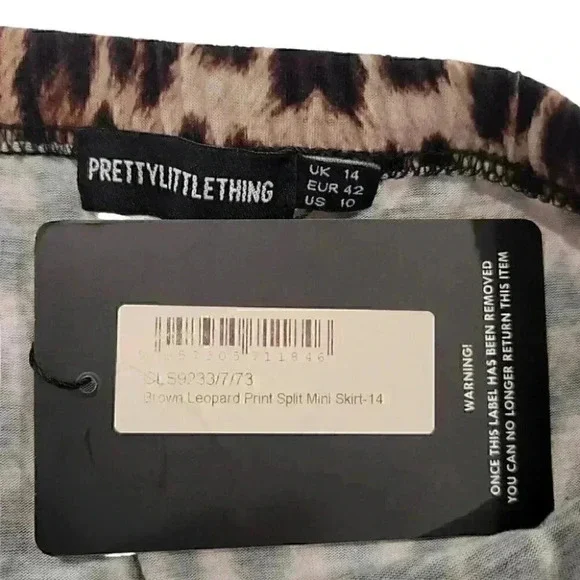 PRETTYLITTLETHING
UK 14
EUR 42
US 10
SLS9233/7/73
Brown Leopard Print Split Mini Skirt-14
WARNING!
ONCE THIS LABEL HAS BEEN REMOVED
YOU CAN NO LONGER RETURN THIS ITEM